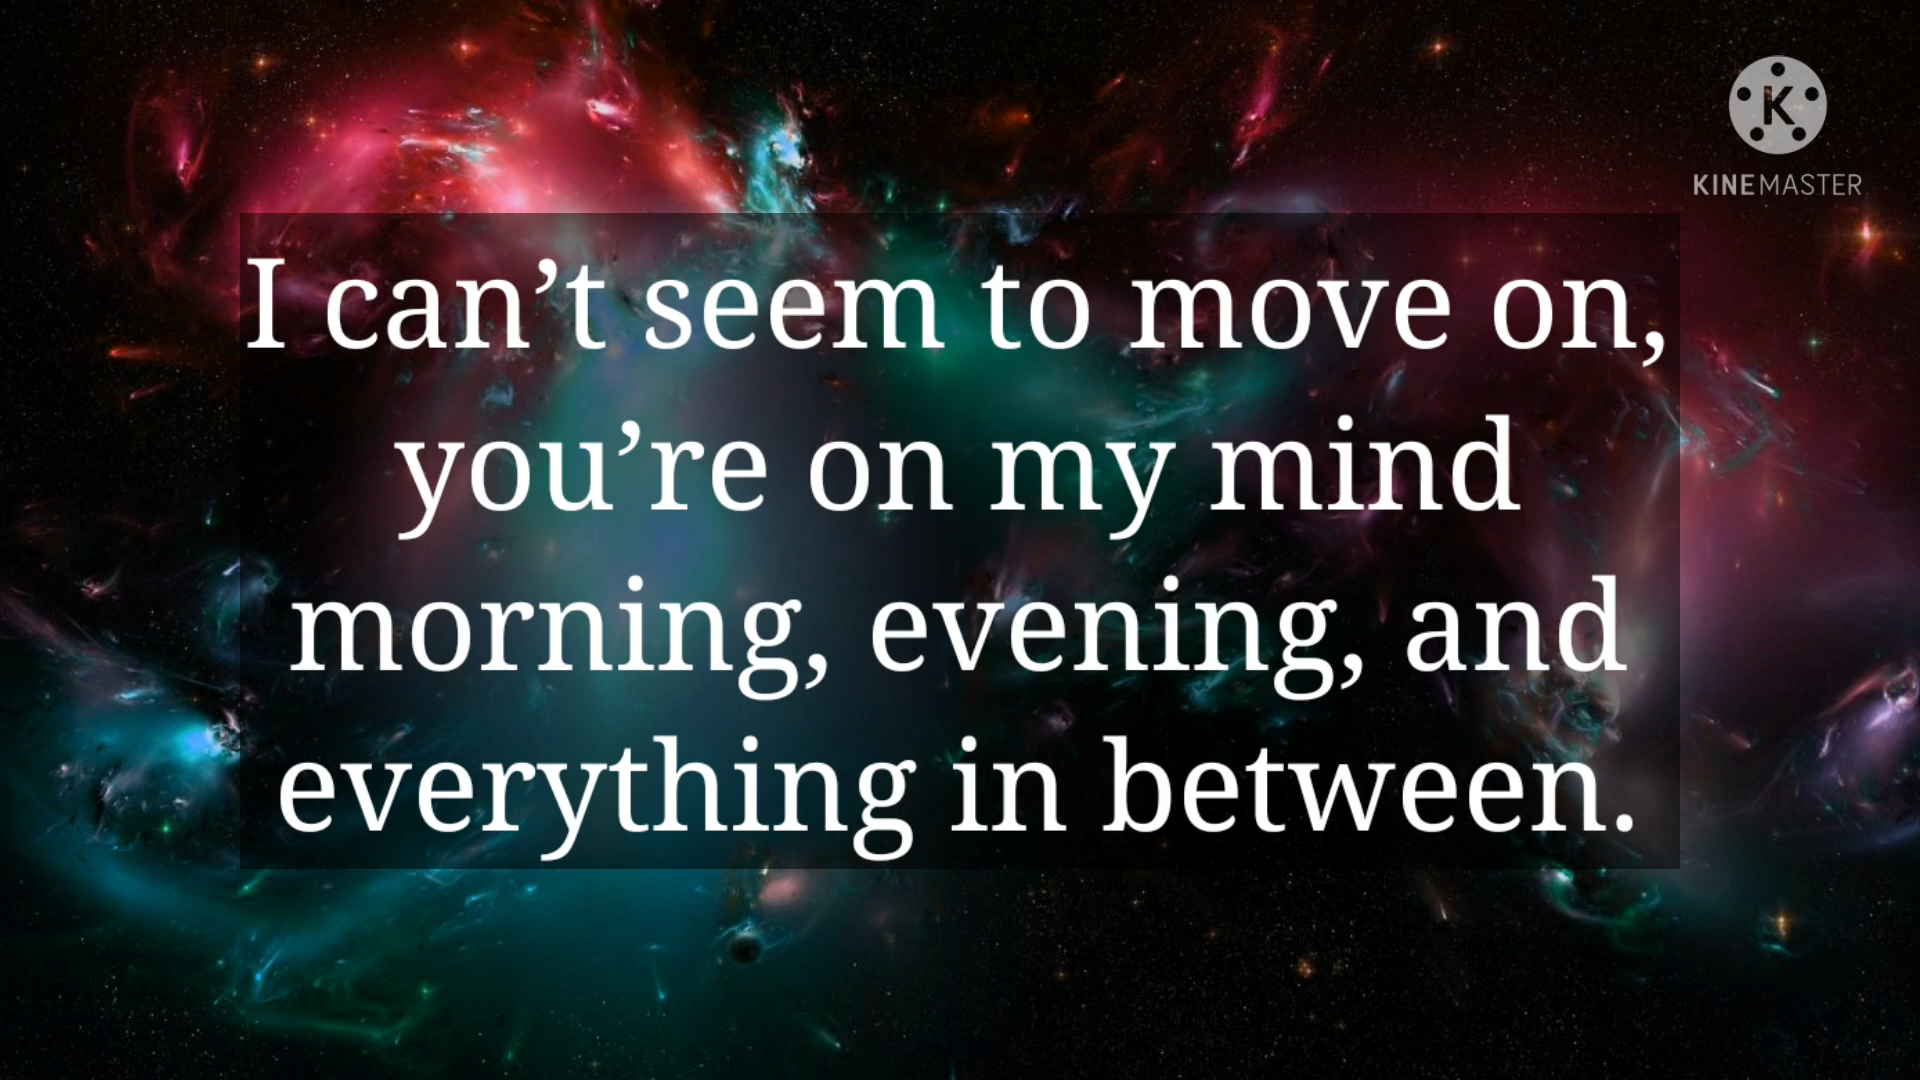 K
KINEMASTER
I can’t seem to move on,
you’re on my mind
morning, evening, and
everything in between.